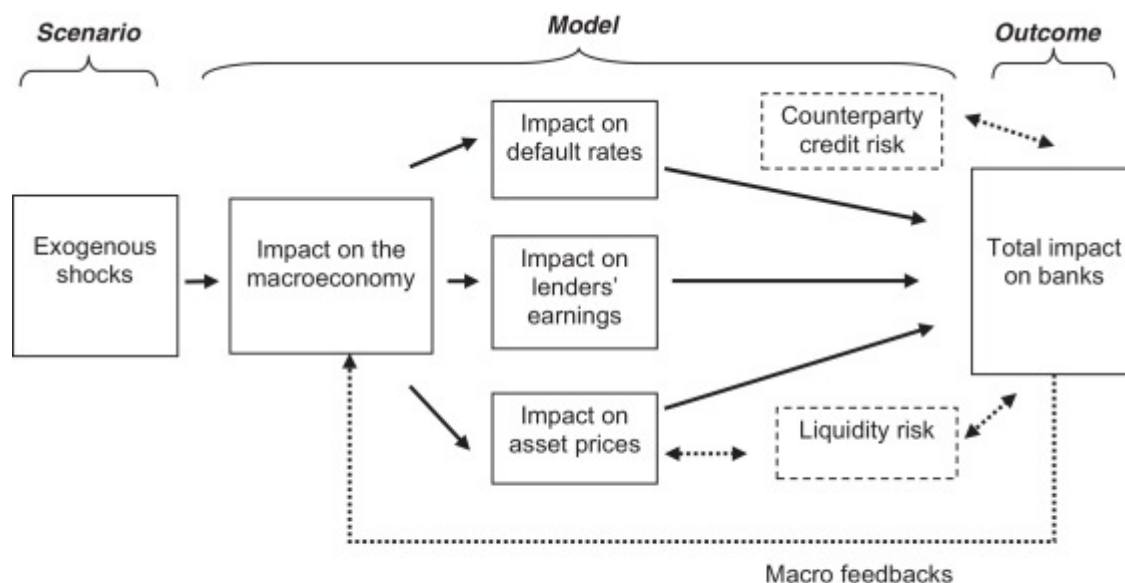 Scenario
Model
Outcome
Exogenous
shocks
Impact on the
macroeconomy
Impact on
default rates
Impact on
lenders'
earnings
Impact on
asset prices
Counterparty
credit risk
Liquidity risk
Total impact
on banks
Macro feedbacks